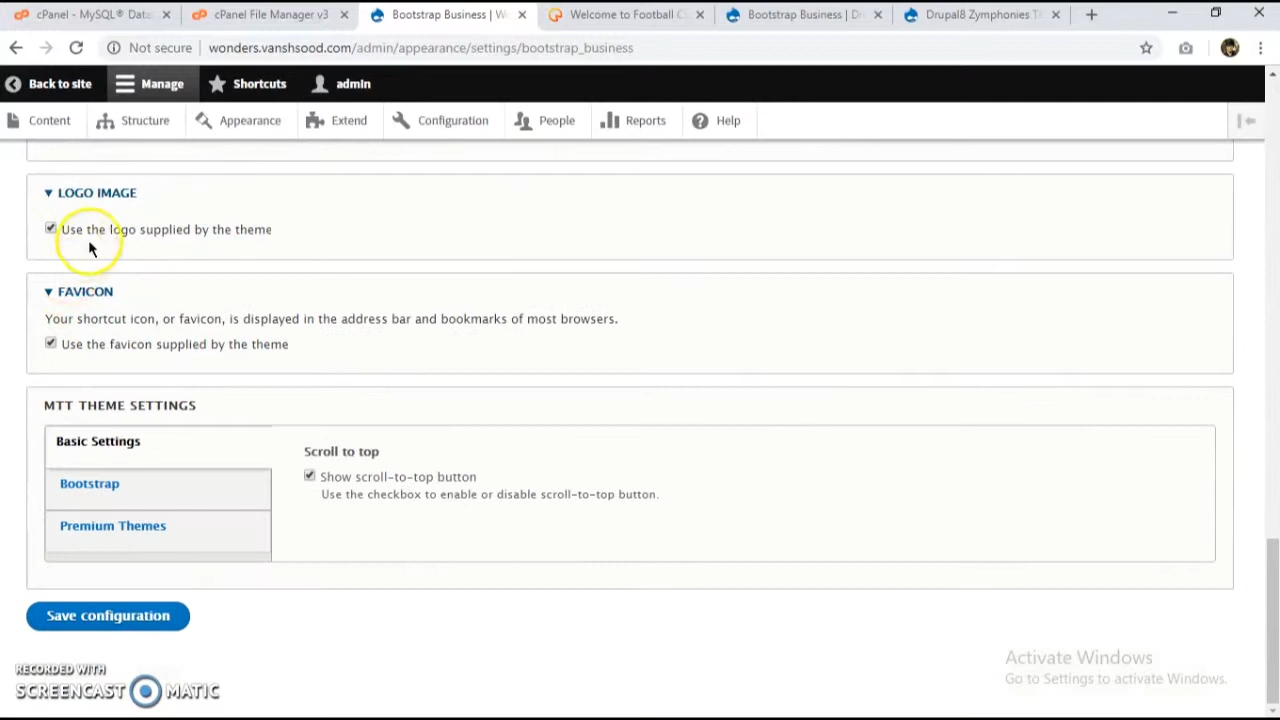 cPanel - MySQL® Data
cPanel File Manager v3
Bootstrap Business | W
Welcome to Football C
Bootstrap Business | Dr
Drupal8 Zymphonies T
Not secure
wonders.vanshsood.com/admin/appearance/settings/bootstrap_business
Back to site
Manage
Shortcuts
admin
Content
Structure
Appearance
Extend
Configuration
People
Reports
Help
LOGO IMAGE
Use the logo supplied by the theme
FAVICON
Your shortcut icon, or favicon, is displayed in the address bar and bookmarks of most browsers.
Use the favicon supplied by the theme
MTT THEME SETTINGS
Basic Settings
Bootstrap
Premium Themes
Scroll to top
Show scroll-to-top button
Use the checkbox to enable or disable scroll-to-top button.
Save configuration
Activate Windows
Go to Settings to activate Windows.
RECORDED WITH
SCREENCAST MATIC